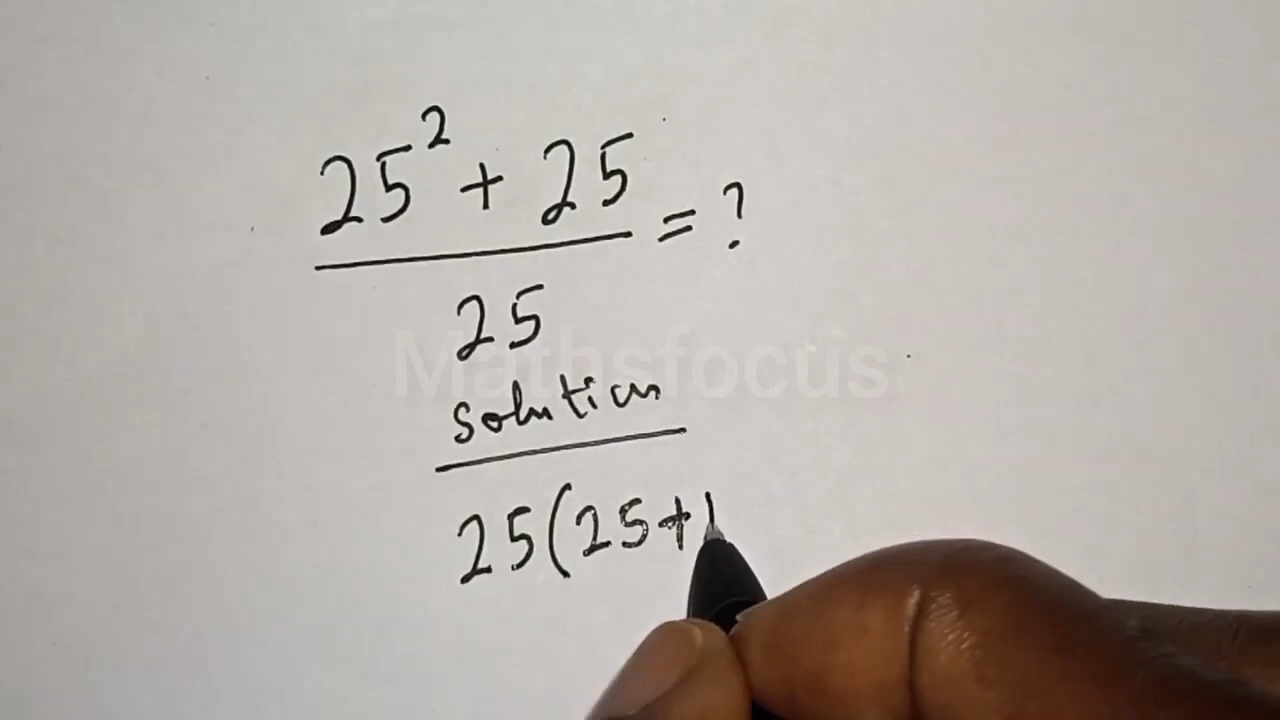 25² + 25
= ?
25
Mathsfocus
solution
25(25+1